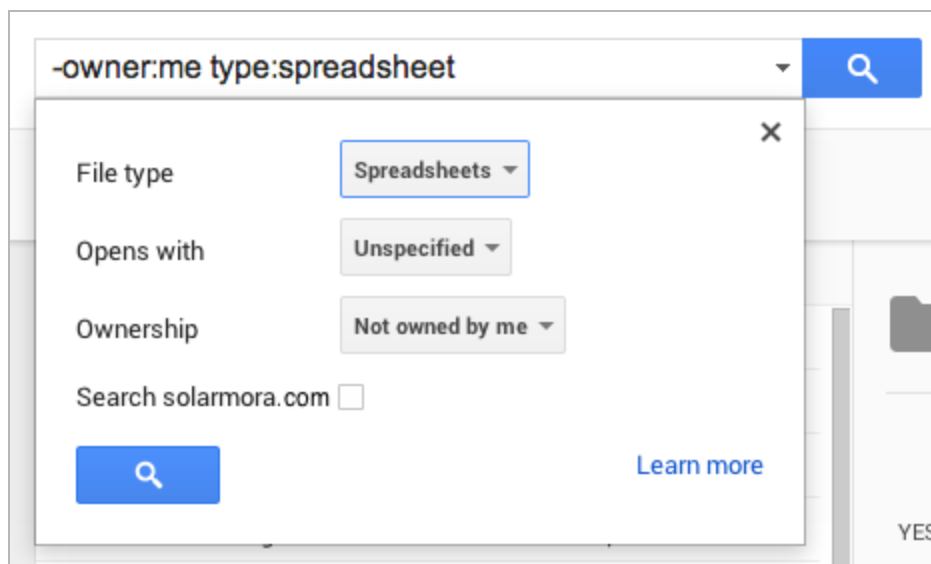 -owner:me type:spreadsheet
File type Spreadsheets
Opens with Unspecified
Ownership Not owned by me
Search solarmora.com
Learn more